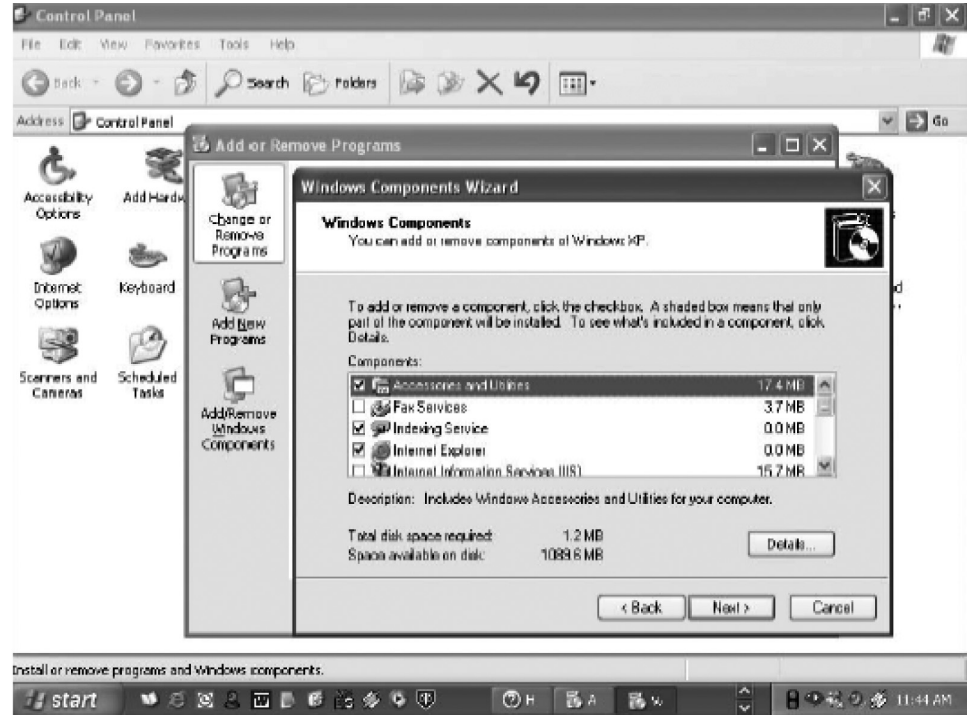 Control Panel
File Edit View Favorites Tools Help
Back Search Folders
Address Control Panel Go
Add or Remove Programs
Accessibility Options
Add Hardw
Internet Options
Keyboard
Scanners and Cameras
Scheduled Tasks
Change or Remove Programs
Add New Programs
Add/Remove Windows Components
Windows Components Wizard
Windows Components
You can add or remove components of Windows XP.
To add or remove a component, click the checkbox. A shaded box means that only
part of the component will be installed. To see what's included in a component, click
Details.
Components:
Accessories and Utilities 17.4 MB
Fax Services 3.7 MB
Indexing Service 0.0 MB
Internet Explorer 0.0 MB
Internet Information Services (IIS) 15.7 MB
Description: Includes Windows Accessories and Utilities for your computer.
Total disk space required: 1.2 MB
Space available on disk: 1089.6 MB
Details...
< Back Next > Cancel
Install or remove programs and Windows components.
start H A W 11:44 AM